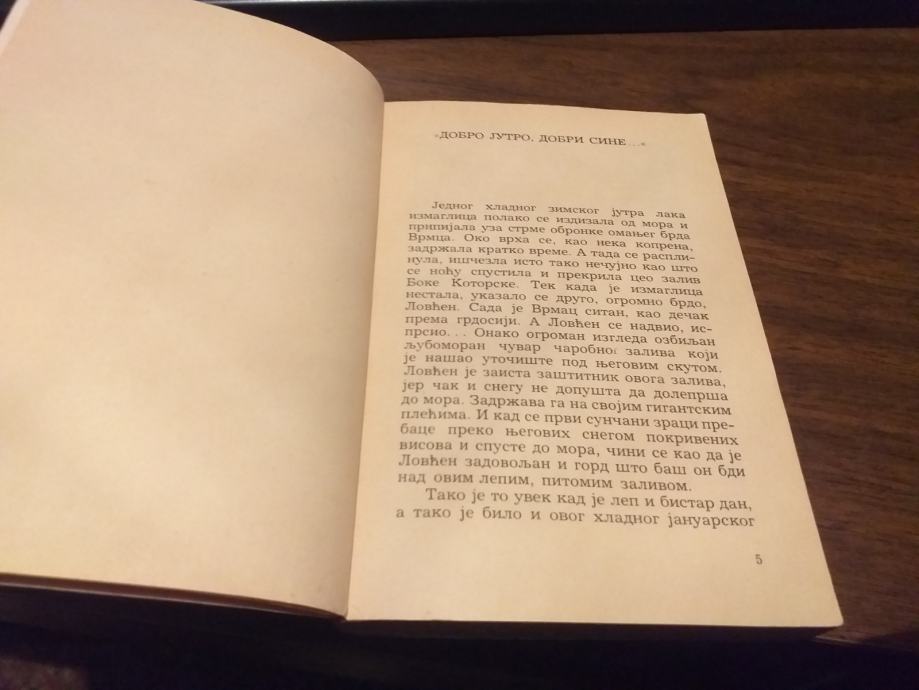 »ДОБРО ЈУТРО, ДОБРИ СИНЕ...«
Једног хладног зимског јутра лака
измаглица полако се издизала од мора и
припијала уза стрме обронке омањег брда
Врмца. Око врха се, као нека копрена,
задржала кратко време. А тада се распли-
нула, ишчезла исто тако нечујно као што
се ноћу спустила и прекрила цео залив
Боке Которске. Тек када је измаглица
нестала, указало се друго, огромно брдо,
Ловћен. Сада је Врмац ситан, као дечак
према грдосији. А Ловћен се надвио, ис-
прсио... Онако огроман изгледа озбиљан
љубоморан чувар чаробног залива који
је нашао уточиште под његовим скутом.
Ловћен је заиста заштитник овога залива,
јер чак и снегу не допушта да долепрша
до мора. Задржава га на својим гигантским
плећима. И кад се први сунчани зраци пре-
баце преко његових снегом покривених
висова и спусте до мора, чини се као да је
Ловћен задовољан и горд што баш он бди
над овим лепим, питомим заливом.
Тако је то увек кад је леп и бистар дан,
а тако је било и овог хладног јануарског
5